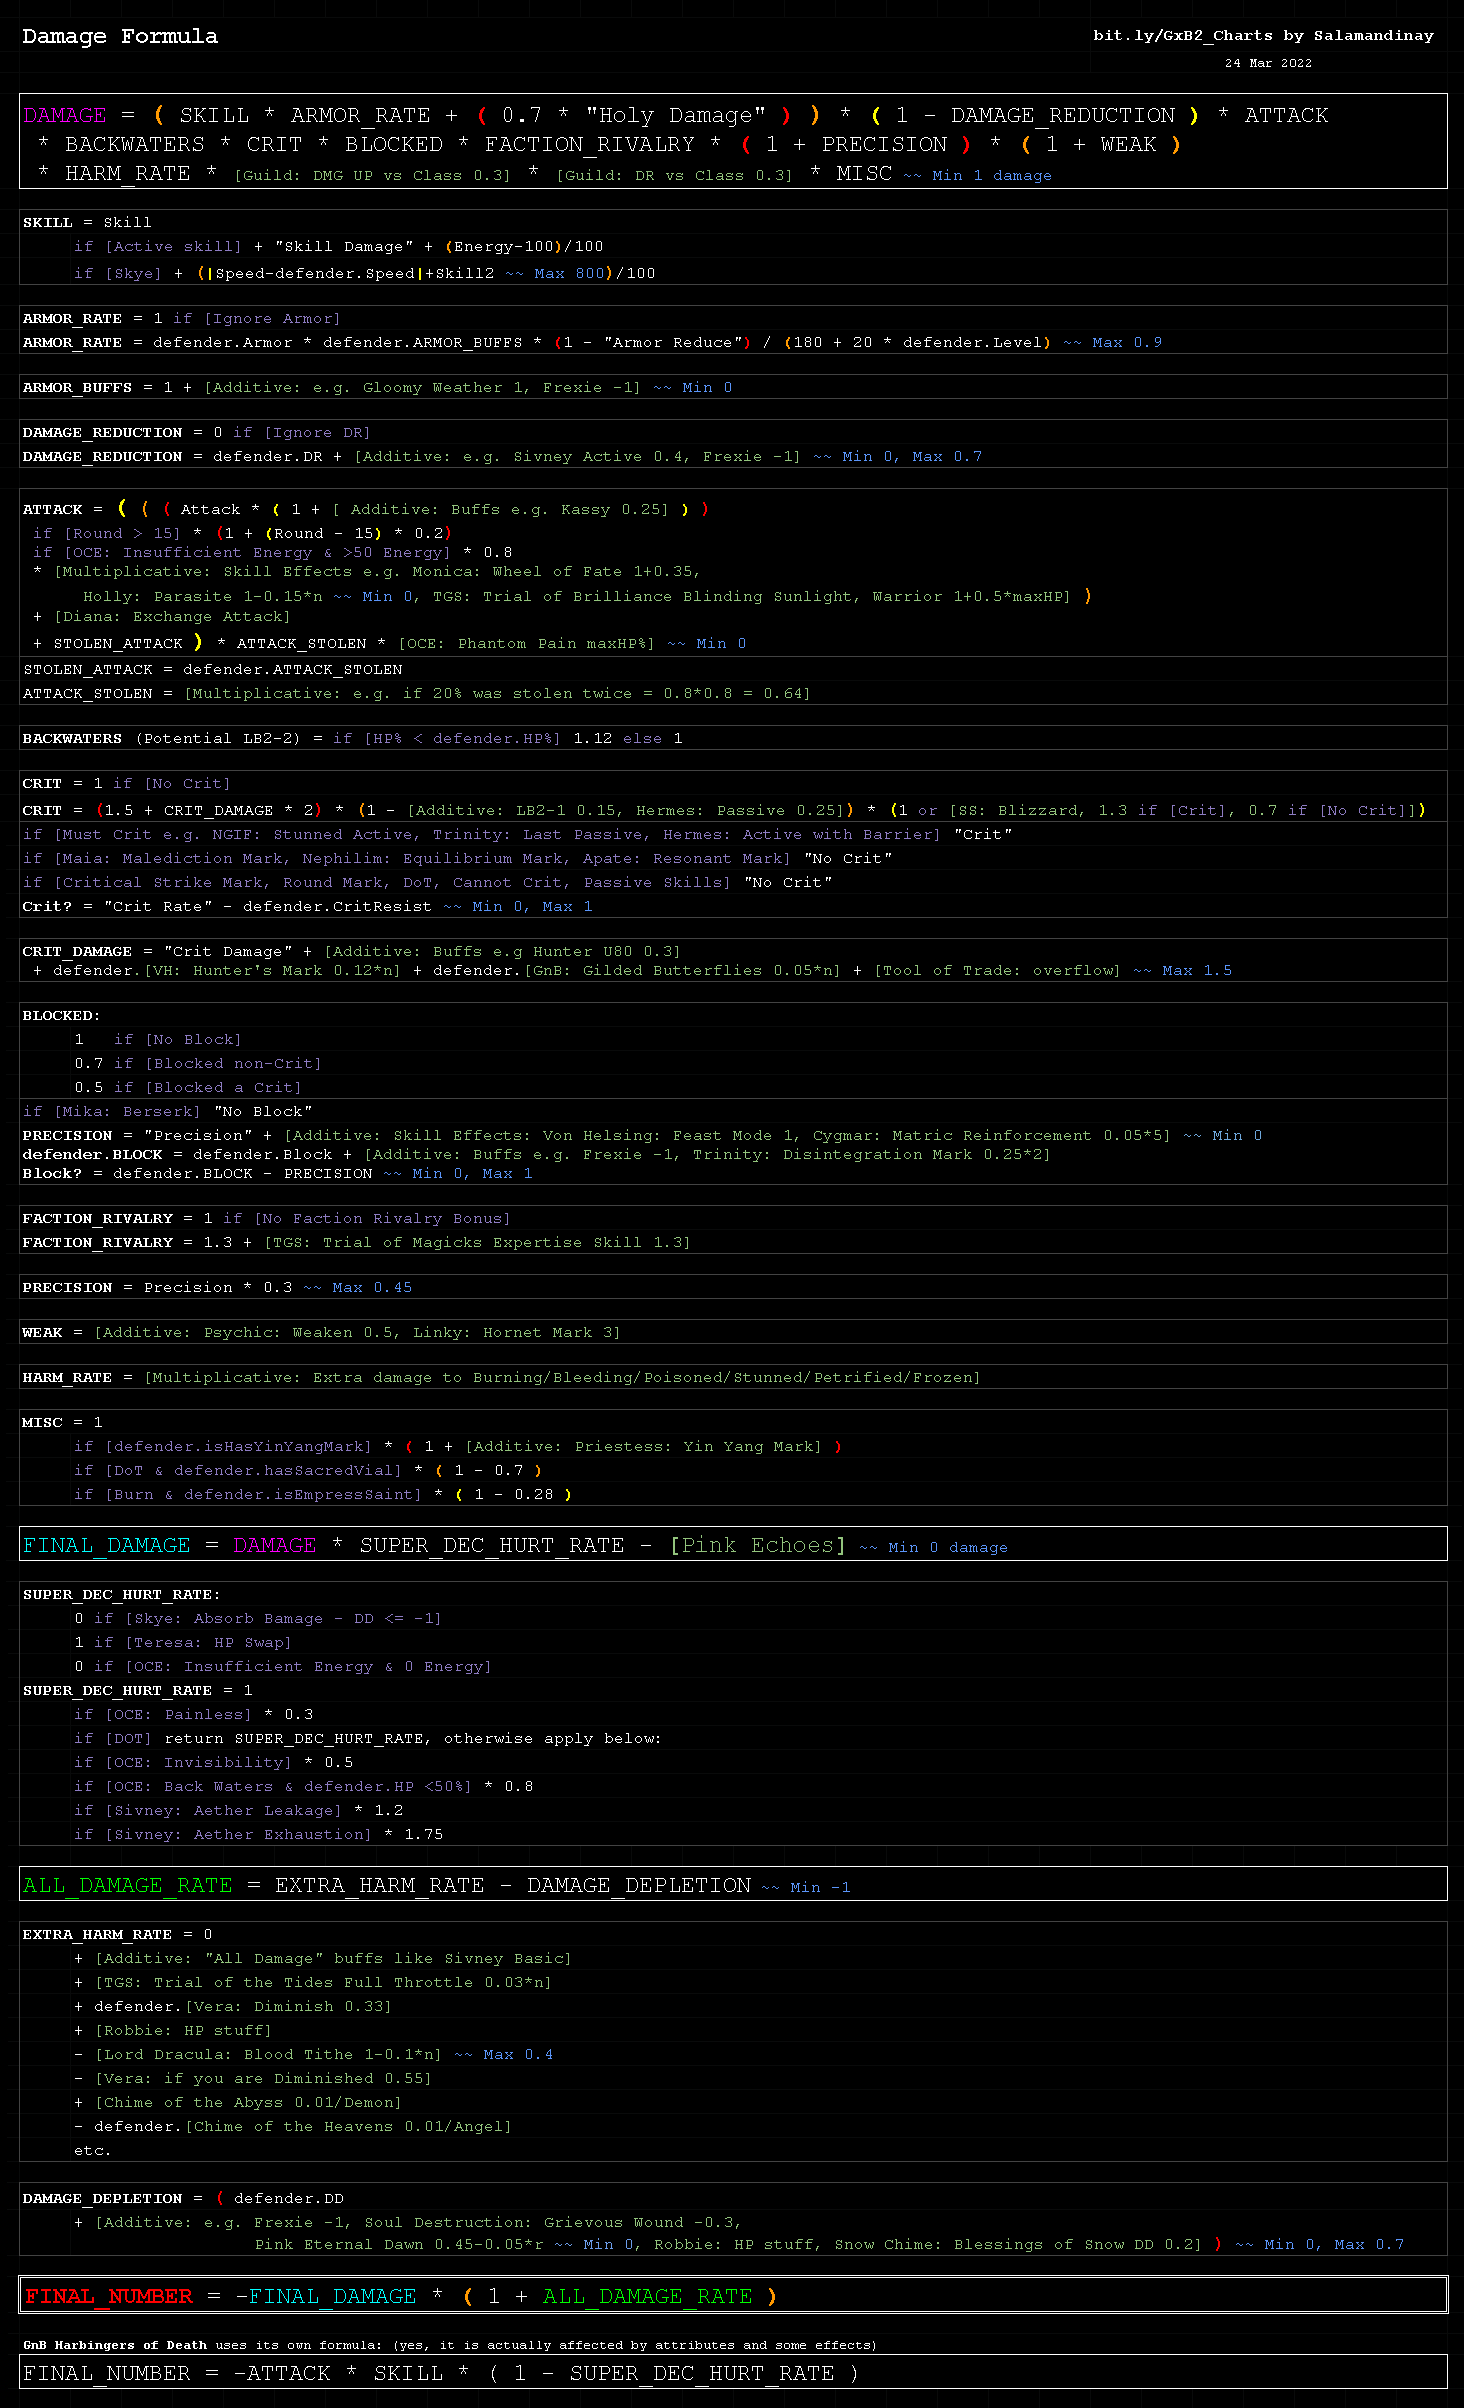 Damage Formula
bit.ly/GxB2_Charts by Salamandinay
24 Mar 2022
DAMAGE = ( SKILL * ARMOR_RATE + ( 0.7 * "Holy Damage" ) ) * ( 1 - DAMAGE_REDUCTION ) * ATTACK
* BACKWATERS * CRIT * BLOCKED * FACTION_RIVALRY * ( 1 + PRECISION ) * ( 1 + WEAK )
* HARM_RATE * [Guild: DMG UP vs Class 0.3] * [Guild: DR vs Class 0.3] * MISC ~~ Min 1 damage
SKILL = Skill
if [Active skill] + "Skill Damage" + (Energy-100)/100
if [Skye] + (|Speed-defender.Speed|+Skill2 ~~ Max 800)/100
ARMOR_RATE = 1 if [Ignore Armor]
ARMOR_RATE = defender.Armor * defender.ARMOR_BUFFS * (1 - "Armor Reduce") / (180 + 20 * defender.Level) ~~ Max 0.9
ARMOR_BUFFS = 1 + [Additive: e.g. Gloomy Weather 1, Frexie -1] ~~ Min 0
DAMAGE_REDUCTION = 0 if [Ignore DR]
DAMAGE_REDUCTION = defender.DR + [Additive: e.g. Sivney Active 0.4, Frexie -1] ~~ Min 0, Max 0.7
ATTACK = ( ( ( Attack * ( 1 + [ Additive: Buffs e.g. Kassy 0.25] ) )
if [Round > 15] * (1 + (Round - 15) * 0.2)
if [OCE: Insufficient Energy & >50 Energy] * 0.8
* [Multiplicative: Skill Effects e.g. Monica: Wheel of Fate 1+0.35,
Holly: Parasite 1-0.15*n ~~ Min 0, TGS: Trial of Brilliance Blinding Sunlight, Warrior 1+0.5*maxHP] )
+ [Diana: Exchange Attack]
+ STOLEN_ATTACK ) * ATTACK_STOLEN * [OCE: Phantom Pain maxHP%] ~~ Min 0
STOLEN_ATTACK = defender.ATTACK_STOLEN
ATTACK_STOLEN = [Multiplicative: e.g. if 20% was stolen twice = 0.8*0.8 = 0.64]
BACKWATERS (Potential LB2-2) = if [HP% < defender.HP%] 1.12 else 1
CRIT = 1 if [No Crit]
CRIT = (1.5 + CRIT_DAMAGE * 2) * (1 - [Additive: LB2-1 0.15, Hermes: Passive 0.25]) * (1 or [SS: Blizzard, 1.3 if [Crit], 0.7 if [No Crit]])
if [Must Crit e.g. NGIF: Stunned Active, Trinity: Last Passive, Hermes: Active with Barrier] "Crit"
if [Maia: Malediction Mark, Nephilim: Equilibrium Mark, Apate: Resonant Mark] "No Crit"
if [Critical Strike Mark, Round Mark, DoT, Cannot Crit, Passive Skills] "No Crit"
Crit? = "Crit Rate" - defender.CritResist ~~ Min 0, Max 1
CRIT_DAMAGE = "Crit Damage" + [Additive: Buffs e.g Hunter U80 0.3]
+ defender.[VH: Hunter's Mark 0.12*n] + defender.[GnB: Gilded Butterflies 0.05*n] + [Tool of Trade: overflow] ~~ Max 1.5
BLOCKED:
1 if [No Block]
0.7 if [Blocked non-Crit]
0.5 if [Blocked a Crit]
if [Mika: Berserk] "No Block"
PRECISION = "Precision" + [Additive: Skill Effects: Von Helsing: Feast Mode 1, Cygmar: Matric Reinforcement 0.05*5] ~~ Min 0
defender.BLOCK = defender.Block + [Additive: Buffs e.g. Frexie -1, Trinity: Disintegration Mark 0.25*2]
Block? = defender.BLOCK - PRECISION ~~ Min 0, Max 1
FACTION_RIVALRY = 1 if [No Faction Rivalry Bonus]
FACTION_RIVALRY = 1.3 + [TGS: Trial of Magicks Expertise Skill 1.3]
PRECISION = Precision * 0.3 ~~ Max 0.45
WEAK = [Additive: Psychic: Weaken 0.5, Linky: Hornet Mark 3]
HARM_RATE = [Multiplicative: Extra damage to Burning/Bleeding/Poisoned/Stunned/Petrified/Frozen]
MISC = 1
if [defender.isHasYinYangMark] * ( 1 + [Additive: Priestess: Yin Yang Mark] )
if [DoT & defender.hasSacredVial] * ( 1 - 0.7 )
if [Burn & defender.isEmpressSaint] * ( 1 - 0.28 )
FINAL_DAMAGE = DAMAGE * SUPER_DEC_HURT_RATE - [Pink Echoes] ~~ Min 0 damage
SUPER_DEC_HURT_RATE:
0 if [Skye: Absorb Bamage - DD <= -1]
1 if [Teresa: HP Swap]
0 if [OCE: Insufficient Energy & 0 Energy]
SUPER_DEC_HURT_RATE = 1
if [OCE: Painless] * 0.3
if [DOT] return SUPER_DEC_HURT_RATE, otherwise apply below:
if [OCE: Invisibility] * 0.5
if [OCE: Back Waters & defender.HP <50%] * 0.8
if [Sivney: Aether Leakage] * 1.2
if [Sivney: Aether Exhaustion] * 1.75
ALL_DAMAGE_RATE = EXTRA_HARM_RATE - DAMAGE_DEPLETION ~~ Min -1
EXTRA_HARM_RATE = 0
+ [Additive: "All Damage" buffs like Sivney Basic]
+ [TGS: Trial of the Tides Full Throttle 0.03*n]
+ defender.[Vera: Diminish 0.33]
+ [Robbie: HP stuff]
- [Lord Dracula: Blood Tithe 1-0.1*n] ~~ Max 0.4
- [Vera: if you are Diminished 0.55]
+ [Chime of the Abyss 0.01/Demon]
- defender.[Chime of the Heavens 0.01/Angel]
etc.
DAMAGE_DEPLETION = ( defender.DD
+ [Additive: e.g. Frexie -1, Soul Destruction: Grievous Wound -0.3,
Pink Eternal Dawn 0.45-0.05*r ~~ Min 0, Robbie: HP stuff, Snow Chime: Blessings of Snow DD 0.2] ) ~~ Min 0, Max 0.7
FINAL_NUMBER = -FINAL_DAMAGE * ( 1 + ALL_DAMAGE_RATE )
GnB Harbingers of Death uses its own formula: (yes, it is actually affected by attributes and some effects)
FINAL_NUMBER = -ATTACK * SKILL * ( 1 - SUPER_DEC_HURT_RATE )